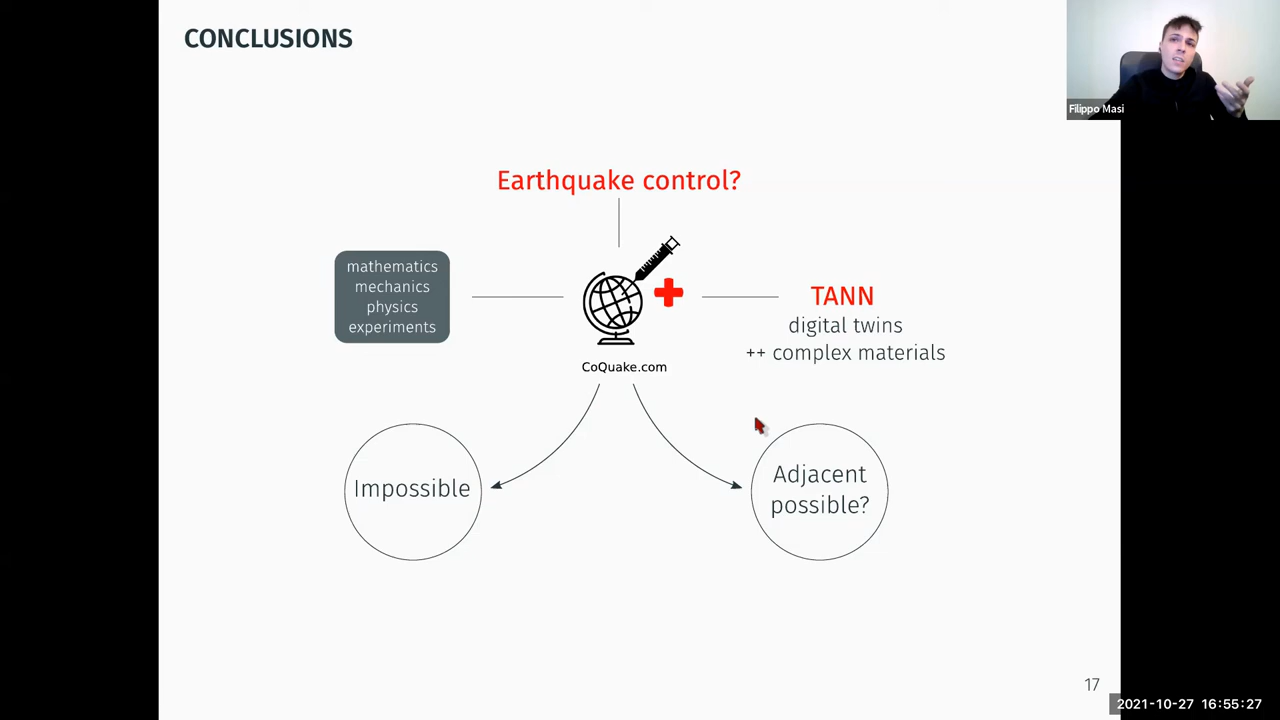 CONCLUSIONS
Filippo Masi
Earthquake control?
mathematics
mechanics
physics
experiments
TANN
digital twins
++ complex materials
CoQuake.com
Impossible
Adjacent
possible?
17
2021-10-27 16:55:27